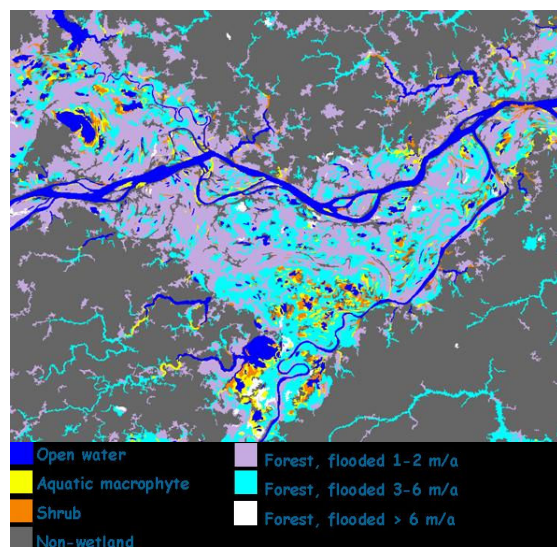 Open water
Aquatic macrophyte
Shrub
Non-wetland
Forest, flooded 1-2 m/a
Forest, flooded 3-6 m/a
Forest, flooded > 6 m/a